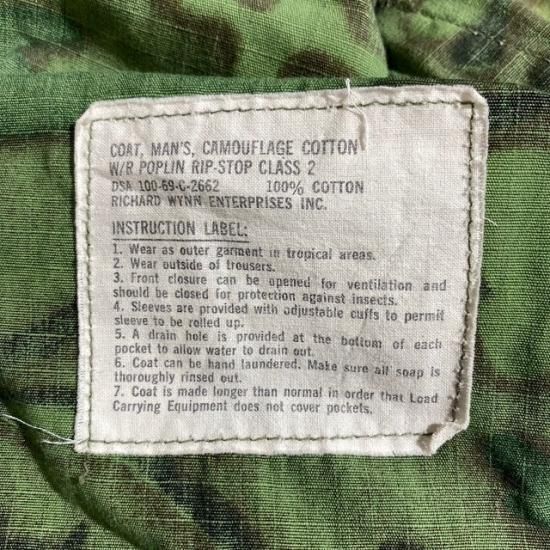 COAT, MAN'S, CAMOUFLAGE COTTON
W/R POPLIN RIP-STOP CLASS 2
DSA 100-69-C-2662 100% COTTON
RICHARD WYNN ENTERPRISES INC.
INSTRUCTION LABEL:
1. Wear as outer garment in tropical areas.
2. Wear outside of trousers.
3. Front closure can be opened for ventilation and
should be closed for protection against insects.
4. Sleeves are provided with adjustable cuffs to permit
sleeve to be rolled up.
5. A drain hole is provided at the bottom of each
pocket to allow water to drain out.
6. Coat can be hand laundered. Make sure all soap is
thoroughly rinsed out.
7. Coat is made longer than normal in order that Load
Carrying Equipment does not cover pockets.